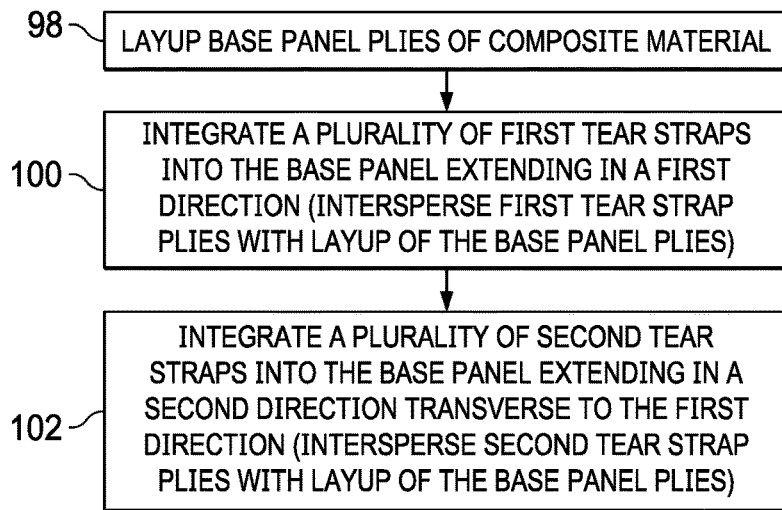 98
LAYUP BASE PANEL PLIES OF COMPOSITE MATERIAL
100
INTEGRATE A PLURALITY OF FIRST TEAR STRAPS
INTO THE BASE PANEL EXTENDING IN A FIRST
DIRECTION (INTERSPERSE FIRST TEAR STRAP
PLIES WITH LAYUP OF THE BASE PANEL PLIES)
102
INTEGRATE A PLURALITY OF SECOND TEAR
STRAPS INTO THE BASE PANEL EXTENDING IN A
SECOND DIRECTION TRANSVERSE TO THE FIRST
DIRECTION (INTERSPERSE SECOND TEAR STRAP
PLIES WITH LAYUP OF THE BASE PANEL PLIES)